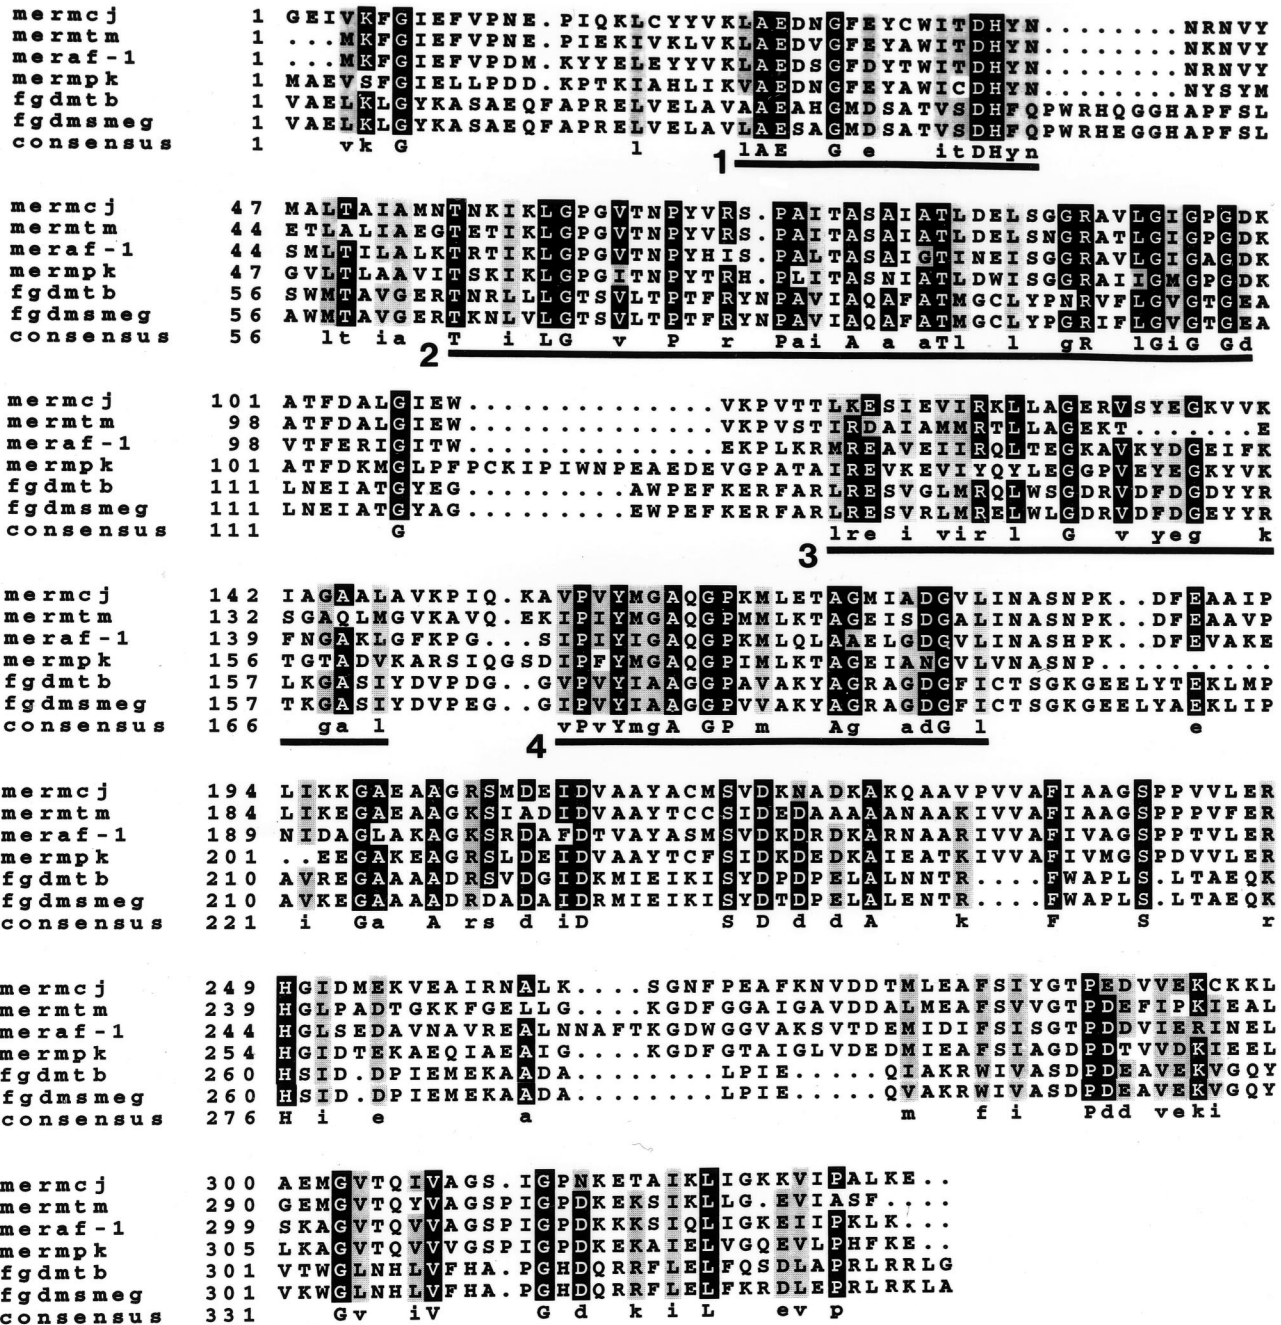 mermcj 1 GEIVKFGIEFVPNE.PIQKLCYYVKLAEDNGFEYCWITDHYN........NRNVY
mermtm 1 ...MKFGIEFVPNE.PIEKIVKLVKLAEDVGFEYAWITDHYN........NKNVY
meraf-1 1 ...MKFGIEFVPDM.KYYELEYYVKLAEDSGFDYTWITDHYN........NRNVY
mermpk 1 MAEVSFGIELLPDD.KPTKIAHLIKVAEDNGFEYAWICDHYN........NYSYM
fgdmtb 1 VAELKLGYKASAEQFAPRELVELAVAAEAHGMDSATVSDHFQPWRHQGGHAPFSL
fgdmsmeg 1 VAELKLGYKASAEQFAPRELVELAVLAESAGMDSATVSDHFQPWRHEGGHAPFSL
consensus 1 vk G l lAE G e itDHyn
1
mermcj 47 MALTAIAMNTNKIKLGPGVTNPYVRS.PAITASAIATLDELSGGRAVLGIGPGDK
mermtm 44 ETLALIAEGTETIKLGPGVTNPYVRS.PAITASAIATLDELSNGRATLGIGPGDK
meraf-1 44 SMLTILALKTRTIKLGPGVTNPYHIS.PALTASAIGTINEISGGRAVLGIGAGDK
mermpk 47 GVLTLAAVITSKIKLGPGITNPYTRH.PLITASNIATLDWISGGRAIIGMGPGDK
fgdmtb 56 SWMTAVGERTNRLLLGTSVLTPTFRYNPAVIAQAFATMGCLYPNRVFLGVGTGEA
fgdmsmeg 56 AWMTAVGERTKNLVLGTSVLTPTFRYNPAVIAQAFATMGCLYPGRIFLGVGTGEA
consensus 56 lt ia T i LG v P r Pai A a aTl l gR lGiG Gd
2
mermcj 101 ATFDALGIEW...............VKPVTTLKESIEVIRKLLAGERVSYEGKVVK
mermtm 98 ATFDALGIEW...............VKPVSTIRDAIAMMRTLLAGEKT.......E
meraf-1 98 VTFERIGITW...............EKPLKRMREAVEIIRQLTEGKAVKYDGEIFK
mermpk 101 ATFDKMGLPFPCKIPIWNPEAEDEVGPATAIREVKEVIYQYLEGGPVEYEGKYVK
fgdmtb 111 LNEIATGYEG..........AWPEFKERFARLRESVGLMRQLWSGDRVDFDGDYYR
fgdmsmeg 111 LNEIATGYAG..........EWPEFKERFARLRESVRLMRELWLGDRVDFDGEYYR
consensus 111 G lre i vir l G v yeg k
3
mermcj 142 IAGAALAVKPIQ.KAVPVYMGAQGPKMLETAGMIADGVLINASNPK..DFEAAIP
mermtm 132 SGAQLMGVKAVQ.EKIPIYMGAQGPMMLKTAGEISDGALINASNPK..DFEAAVP
meraf-1 139 FNGAKLGFKPG...SIPIYIGAQGPKMLQLAAELGDGVLINASHPK..DFEVAKE
mermpk 156 TGTADVKARSIQGSDIPFYMGAQGPIMLKTAGEIANGVLVNASNP..........
fgdmtb 157 LKGASIYDVPDG..GVPVYIAAGGPAVAKYAGRAGDGFICTSGKGEELYTEKLMP
fgdmsmeg 157 TKGASIYDVPEG..GIPVYIAAGGPVVAKYAGRAGDGFICTSGKGEELYAEKLIP
consensus 166 ga l vPvYmgA GP m Ag adG l e
4
mermcj 194 LIKKGAEAAGRSMDEIDVAAYACMSVDKNADKAKQAAVPVVAFIAAGSPPVVLER
mermtm 184 LIKEGAEAAGKSIADIDVAAYTCCSIDEDAAAAANAAKIVVAFIAAGSPPPVFER
meraf-1 189 NIDAGLAKAGKSRDAFDTVAYASMSVDKDRDKARNAARIVVAFIVAGSPPTVLER
mermpk 201 ..EEGAKEAGRSLDEIDVAAYTCFSIDKDEDKAIEATKIVVAFIVMGSPDVVLER
fgdmtb 210 AVREGAAAADRSVDGIDKMIEIKISYDPDPELALNNTR....FWAPLS.LTAEQK
fgdmsmeg 210 AVKEGAAAADRDADAIDRMIEIKISYDTDPELALENTR....FWAPLS.LTAEQK
consensus 221 i Ga A rs d iD S D d d A k F S r
mermcj 249 HGIDMEKVEAIRNALK....SGNFPEAFKNVDDTMLEAFSIYGTPEDVVEKCKKL
mermtm 239 HGLPADTGKKFGELLG....KGDFGGAIGAVDDALMEAFSVVGTPDEFIPKIEAL
meraf-1 244 HGLSEDAVNAVREALNNAFTKGDWGGVAKSVTDEMIDIFSISGTPDDVIERINEL
mermpk 254 HGIDTEKAEQIAEAIG....KGDFGTAIGLVDEDMIEAFSIAGDPDTVVDKIEEL
fgdmtb 260 HSID.DPIEMEKAADA........LPIE.....QIAKRWIVASDPDEAVEKVGQY
fgdmsmeg 260 HSID.DPIEMEKAADA........LPIE.....QVAKRWIVASDPDEAVEKVGQY
consensus 276 H i e a m f i Pdd veki
mermcj 300 AEMGVTQIVAGS.IGPNKETAIKLIGKKVIPALKE..
mermtm 290 GEMGVTQYVAGSPIGPDKEKSIKLLG.EVIASF....
meraf-1 299 SKAGVTQVVAGSPIGPDKKKSIQLIGKEIIPKLK...
mermpk 305 LKAGVTQVVVGSPIGPDKEKAIELVGQEVLPHFKE..
fgdmtb 301 VTWGLNHLVFHA.PGHDQRRFLELFQSDLAPRLRRLG
fgdmsmeg 301 VKWGLNHLVFHA.PGHDQRRFLELFKRDLEPRLRKLA
consensus 331 Gv iV G d k i L ev p